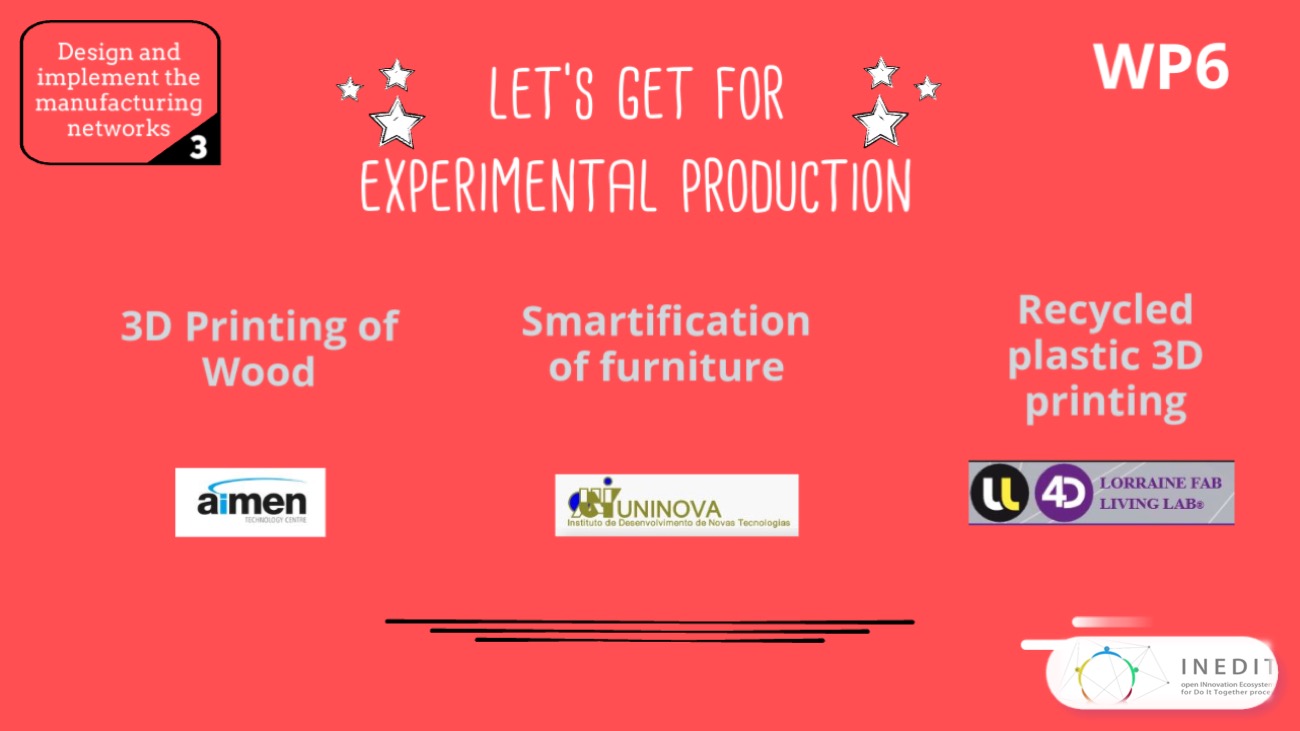 Design and
implement the
manufacturing
networks
3
WP6
LET'S GET FOR
EXPERIMENTAL PRODUCTION
3D Printing of
Wood
Smartification
of furniture
Recycled
plastic 3D
printing
aimen
TECHNOLOGY CENTRE
UNINOVA
Instituto de Desenvolvimento de Novas Tecnologias
UL 4D LORRAINE FAB
LIVING LAB®
INEDIT
open INnovation Ecosystem
for Do It Together proce